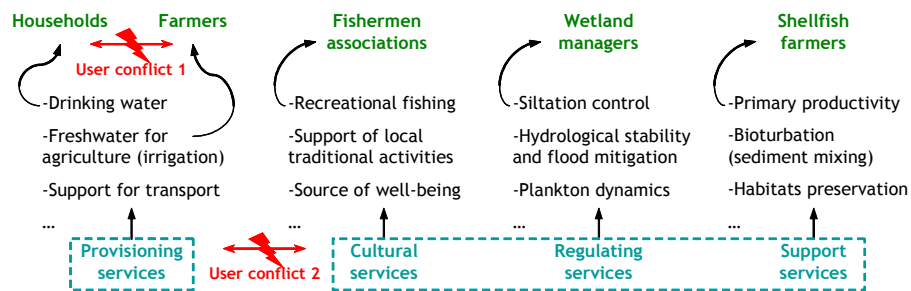 Households
Farmers
User conflict 1
-Drinking water
-Freshwater for
agriculture (irrigation)
-Support for transport
...
Provisioning
services
User conflict 2
Fishermen
associations
-Recreational fishing
-Support of local
traditional activities
-Source of well-being
...
Cultural
services
Wetland
managers
-Siltation control
-Hydrological stability
and flood mitigation
-Plankton dynamics
...
Regulating
services
Shellfish
farmers
-Primary productivity
-Bioturbation
(sediment mixing)
-Habitats preservation
...
Support
services